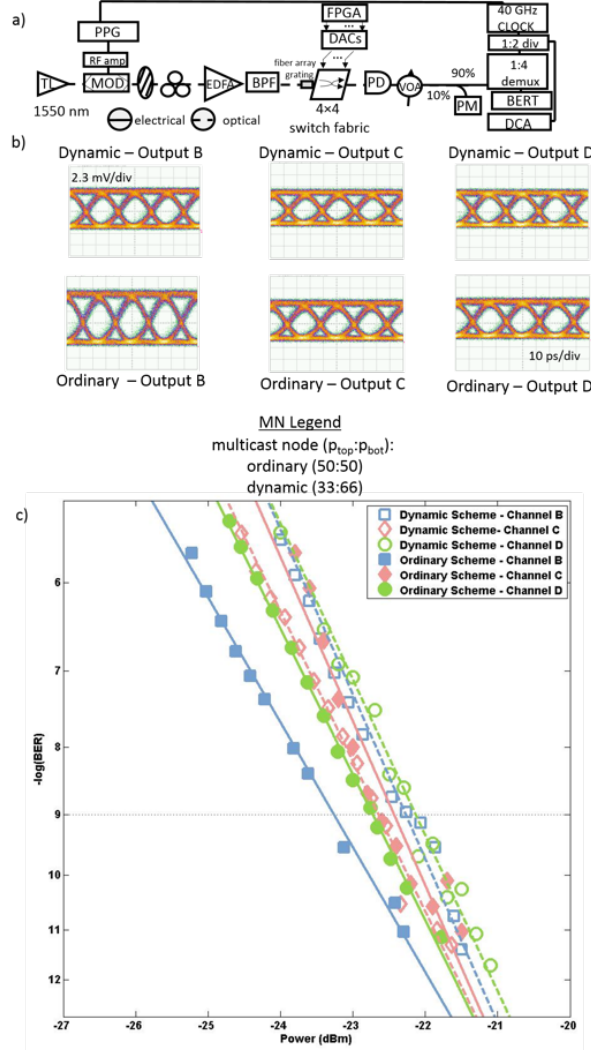 a)
PPG
RF amp
TL
MOD
1550 nm
EDFA
BPF
fiber array
grating
FPGA
...
DACs
...
4×4
switch fabric
PD
VOA
90%
10%
PM
40 GHz
CLOCK
1:2 div
1:4
demux
BERT
DCA
electrical
optical
b)
Dynamic – Output B
Dynamic – Output C
Dynamic – Output D
2.3 mV/div
10 ps/div
Ordinary – Output B
Ordinary – Output C
Ordinary – Output D
MN Legend
multicast node (ptop:pbot):
ordinary (50:50)
dynamic (33:66)
c)
Dynamic Scheme - Channel B
Dynamic Scheme- Channel C
Dynamic Scheme - Channel D
Ordinary Scheme - Channel B
Ordinary Scheme - Channel C
Ordinary Scheme - Channel D
-log(BER)
6
7
8
9
10
11
12
-27
-26
-25
-24
-23
-22
-21
-20
Power (dBm)